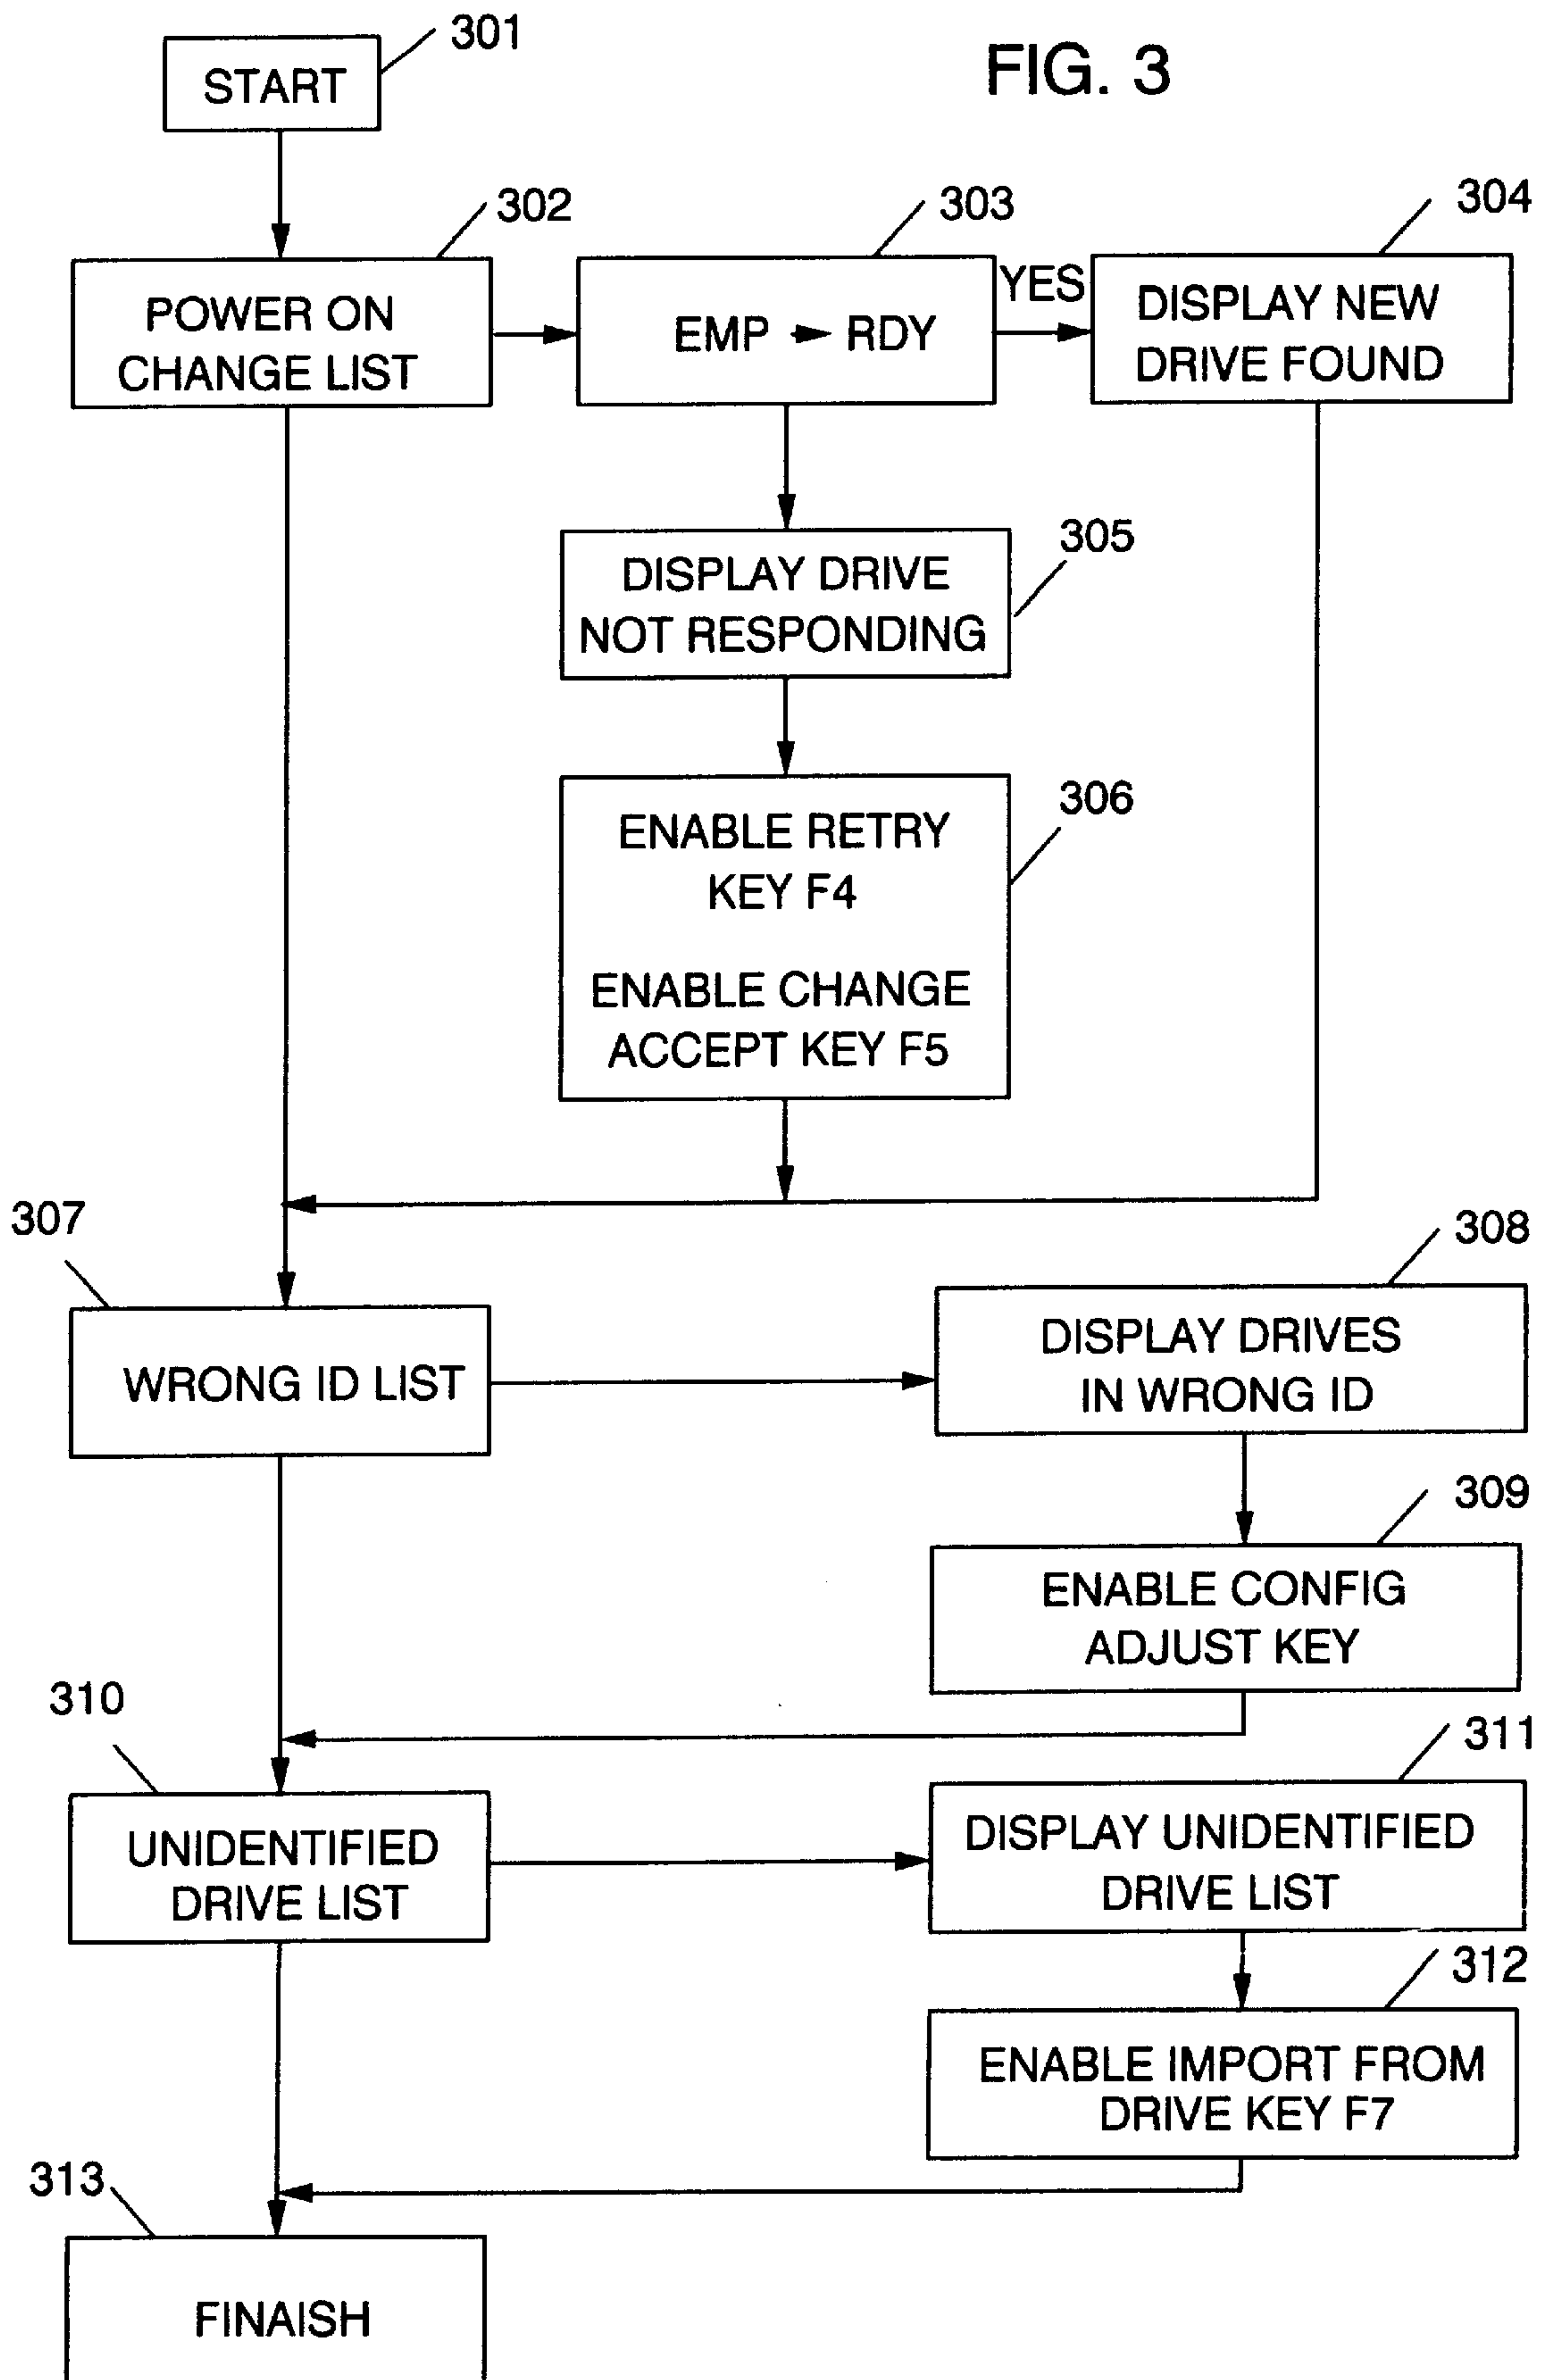 301
START
FIG. 3
302
303
304
POWER ON
CHANGE LIST
EMP → RDY
YES
DISPLAY NEW
DRIVE FOUND
305
DISPLAY DRIVE
NOT RESPONDING
306
ENABLE RETRY
KEY F4
ENABLE CHANGE
ACCEPT KEY F5
307
308
WRONG ID LIST
DISPLAY DRIVES
IN WRONG ID
309
ENABLE CONFIG
ADJUST KEY
310
311
UNIDENTIFIED
DRIVE LIST
DISPLAY UNIDENTIFIED
DRIVE LIST
312
ENABLE IMPORT FROM
DRIVE KEY F7
313
FINAISH